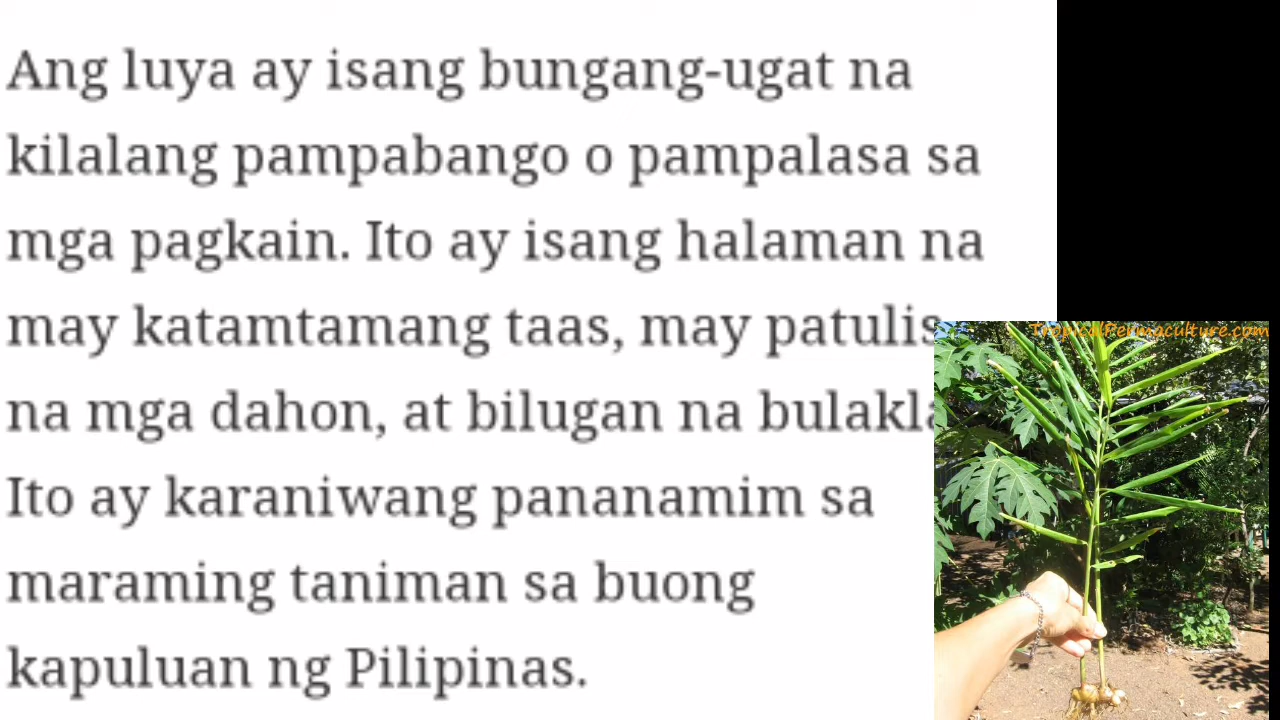 Ang luya ay isang bungang-ugat na
kilalang pampabango o pampalasa sa
mga pagkain. Ito ay isang halaman na
may katamtamang taas, may patulis
na mga dahon, at bilugan na
Ito ay karaniwang pananamim sa
maraming taniman sa buong
kapuluan ng Pilipinas.
TropicalPermaculture.com